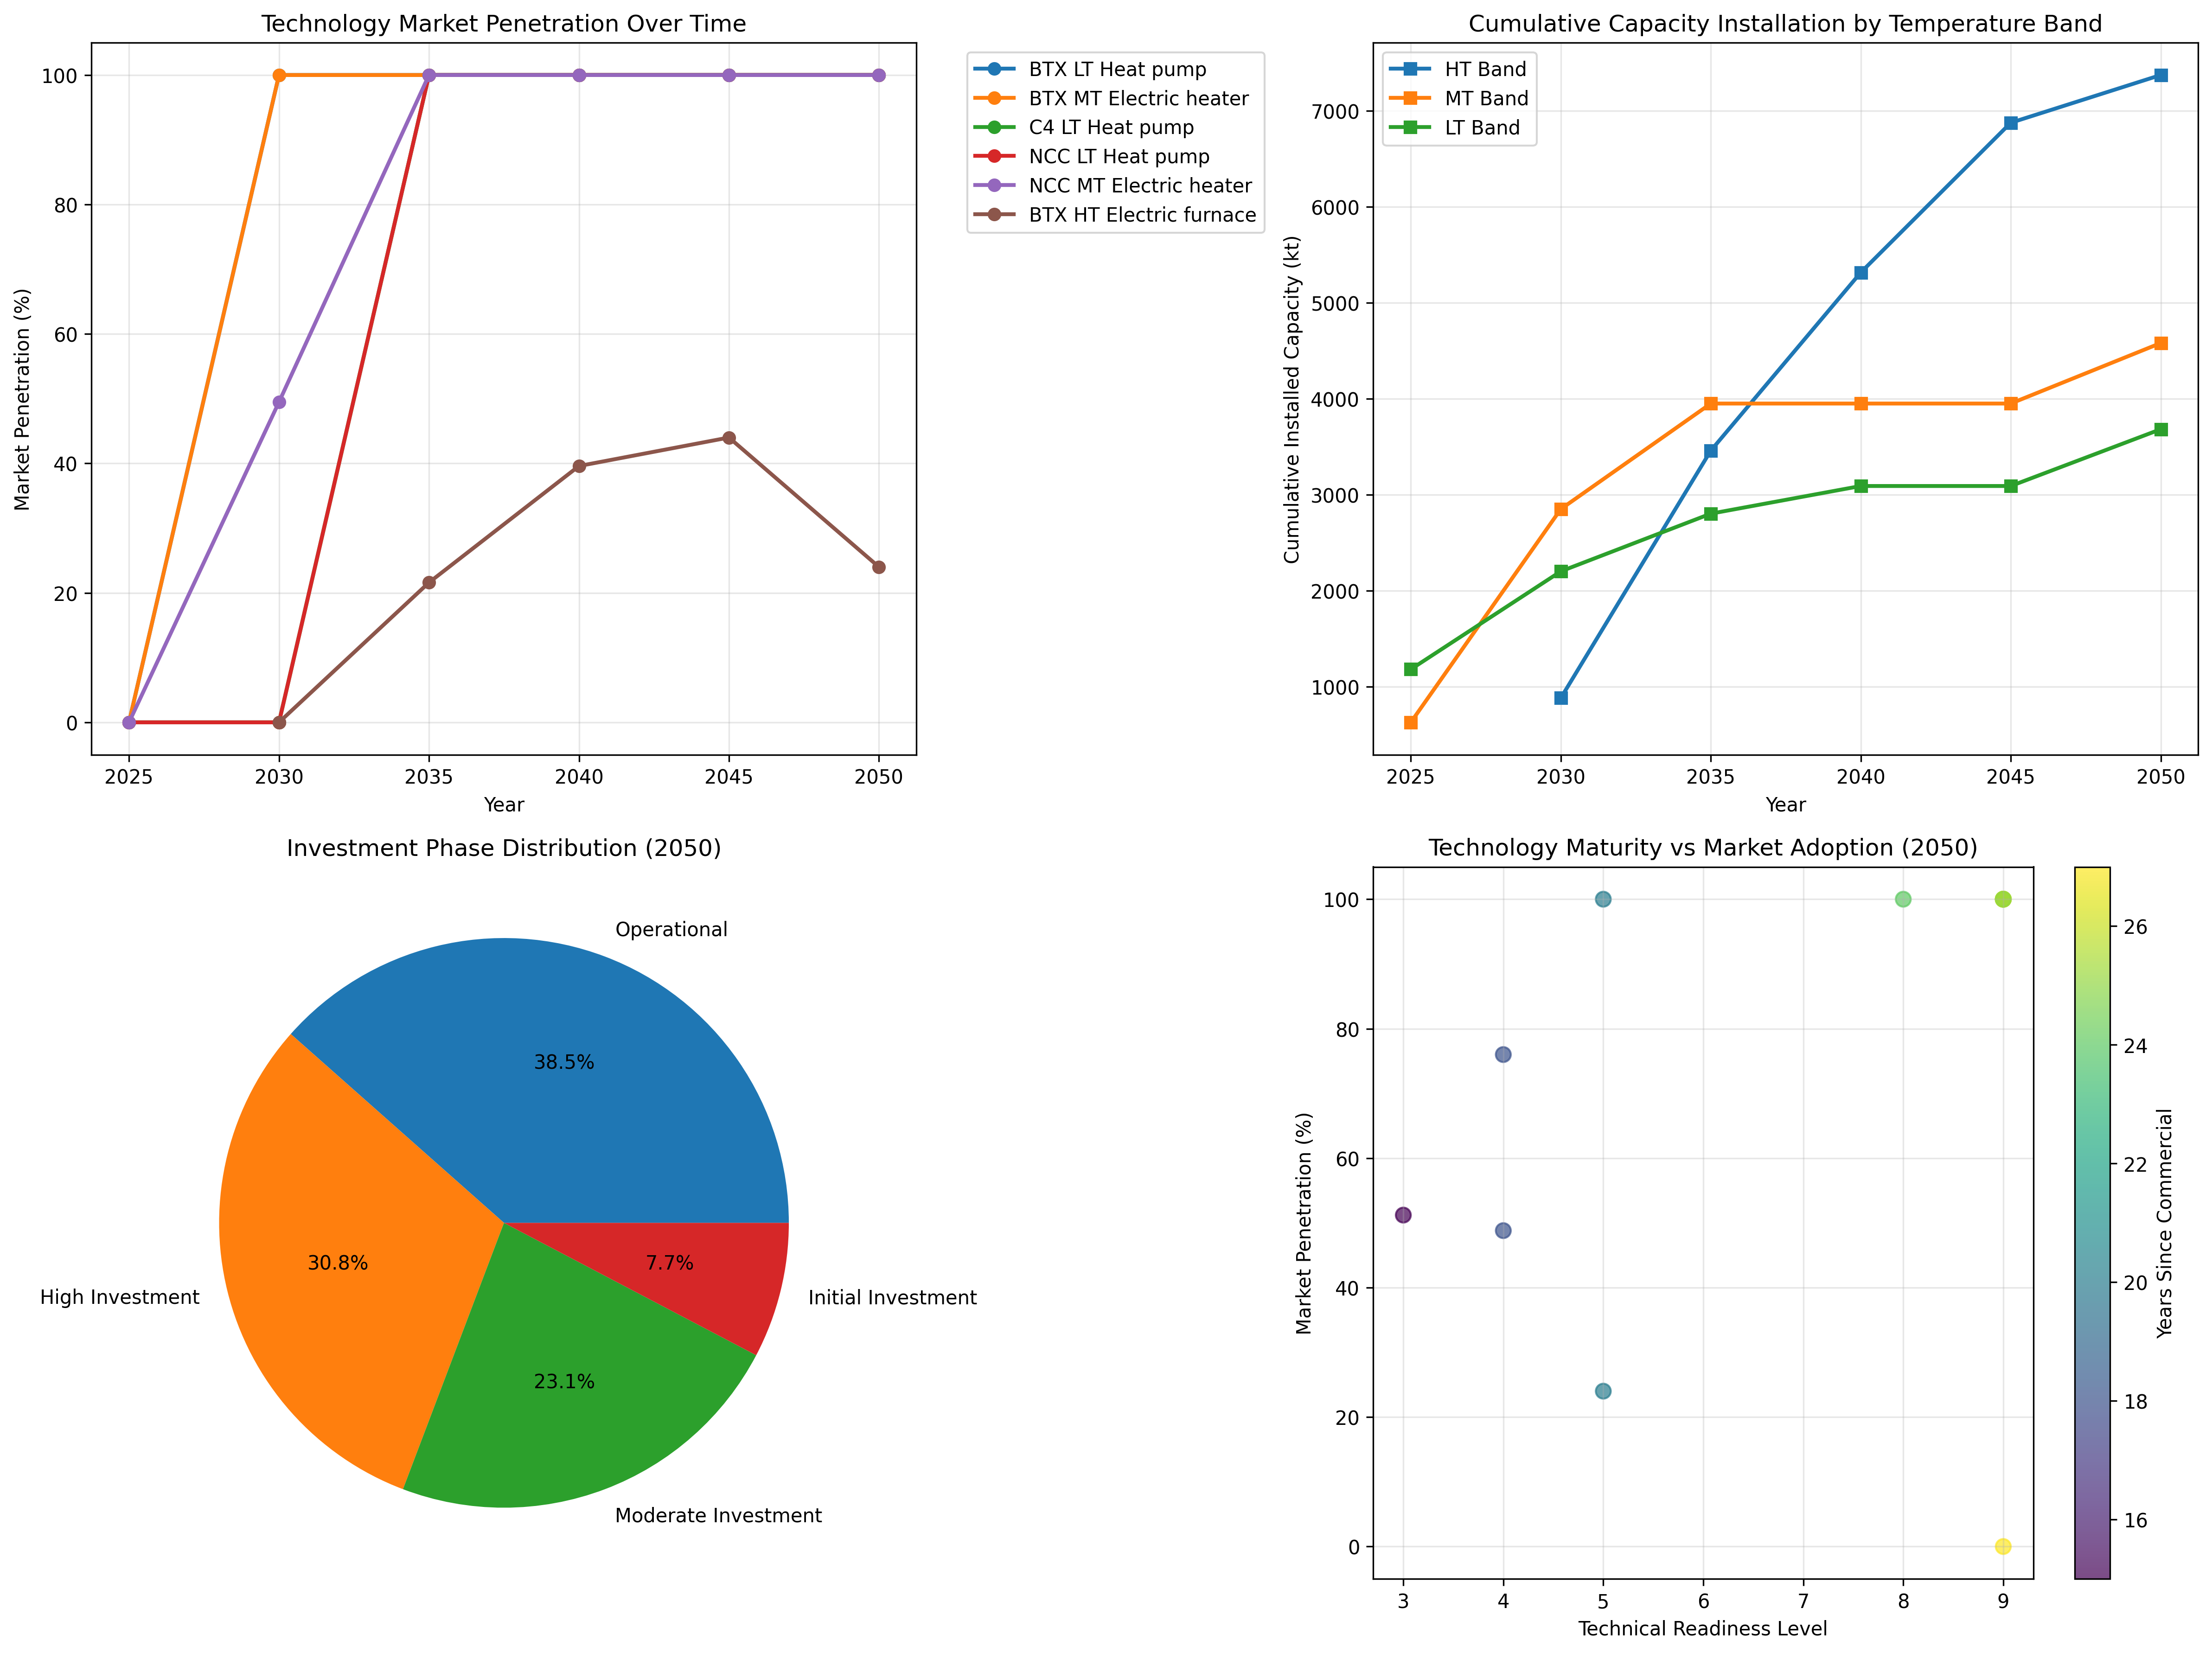 Technology Market Penetration Over Time
Market Penetration (%)
100
80
60
40
20
0
2025 2030 2035 2040 2045 2050
Year
BTX LT Heat pump
BTX MT Electric heater
C4 LT Heat pump
NCC LT Heat pump
NCC MT Electric heater
BTX HT Electric furnace
Cumulative Capacity Installation by Temperature Band
HT Band
MT Band
LT Band
Cumulative Installed Capacity (kt)
7000
6000
5000
4000
3000
2000
1000
2025 2030 2035 2040 2045 2050
Year
Investment Phase Distribution (2050)
Operational
38.5%
High Investment
30.8%
Moderate Investment
23.1%
Initial Investment
7.7%
Technology Maturity vs Market Adoption (2050)
Market Penetration (%)
100
80
60
40
20
0
3 4 5 6 7 8 9
Technical Readiness Level
26
24
22
20
18
16
Years Since Commercial